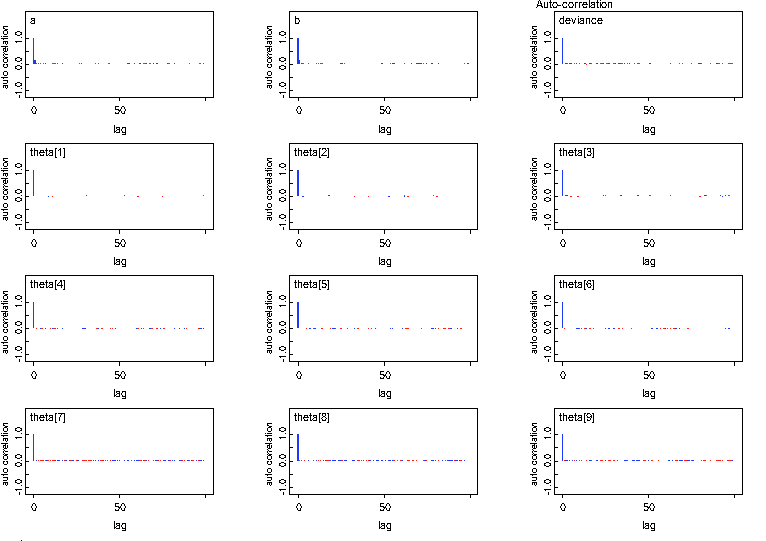 Auto-correlation
a
auto correlation
-1.0 0.0 1.0
0 50
lag
b
auto correlation
-1.0 0.0 1.0
0 50
lag
deviance
auto correlation
-1.0 0.0 1.0
0 50
lag
theta[1]
auto correlation
-1.0 0.0 1.0
0 50
lag
theta[2]
auto correlation
-1.0 0.0 1.0
0 50
lag
theta[3]
auto correlation
-1.0 0.0 1.0
0 50
lag
theta[4]
auto correlation
-1.0 0.0 1.0
0 50
lag
theta[5]
auto correlation
-1.0 0.0 1.0
0 50
lag
theta[6]
auto correlation
-1.0 0.0 1.0
0 50
lag
theta[7]
auto correlation
-1.0 0.0 1.0
0 50
lag
theta[8]
auto correlation
-1.0 0.0 1.0
0 50
lag
theta[9]
auto correlation
-1.0 0.0 1.0
0 50
lag